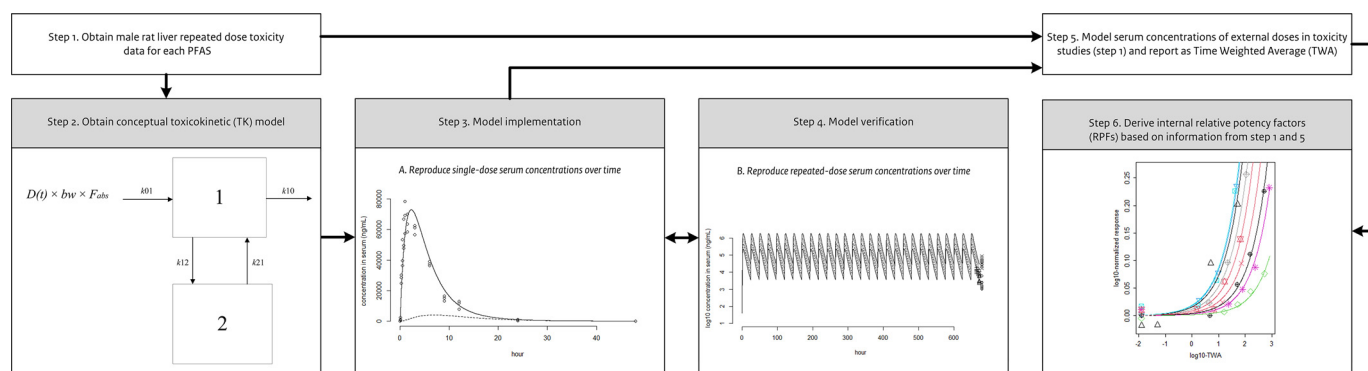 Step 1. Obtain male rat liver repeated dose toxicity
data for each PFAS
Step 5. Model serum concentrations of external doses in toxicity
studies (step 1) and report as Time Weighted Average (TWA)
Step 2. Obtain conceptual toxicokinetic (TK) model
D(t) × bw × Fabs
k01
1
k10
k12
k21
2
Step 3. Model implementation
A. Reproduce single-dose serum concentrations over time
concentration in serum (ng/mL)
80000
60000
40000
20000
0
0 10 20 30 40
hour
Step 4. Model verification
B. Reproduce repeated-dose serum concentrations over time
log10 concentration in serum (ng/mL)
6
5
4
3
2
1
0 100 200 300 400 500 600
hour
Step 6. Derive internal relative potency factors
(RPFs) based on information from step 1 and 5
log10-normalized response
0.25
0.20
0.15
0.10
0.05
0.00
-2 -1 0 1 2 3
log10-TWA